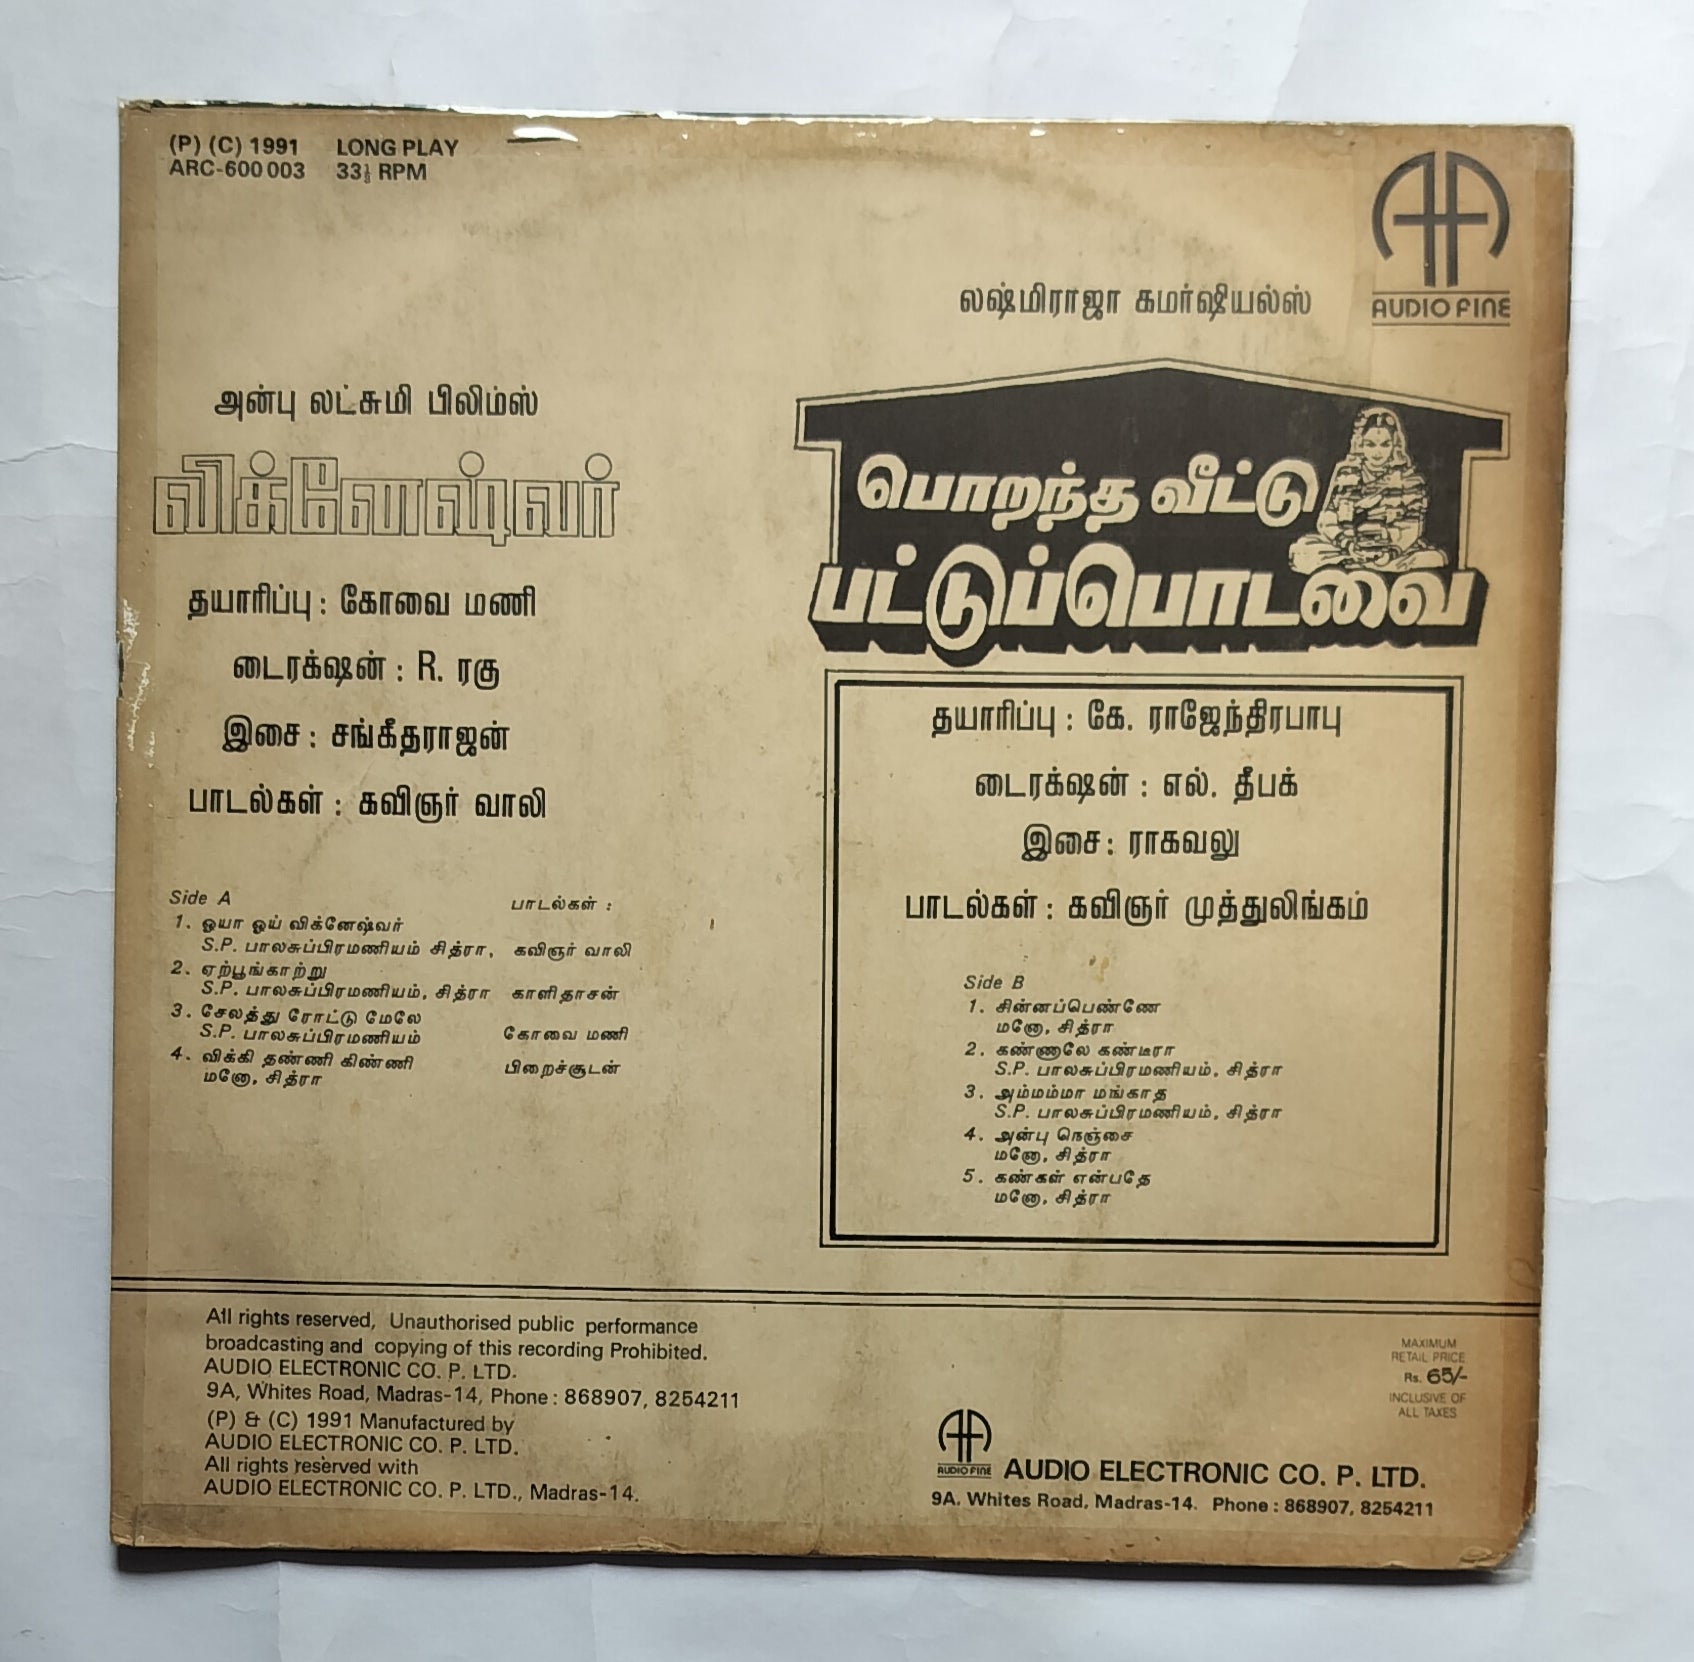 (P) (C) 1991 LONG PLAY
ARC-600 003 33⅓ RPM
AUDIO FINE
அன்பு லட்சுமி பிலிம்ஸ்
விக்னேஷ்வர்
தயாரிப்பு : கோவை மணி
டைரக்ஷன் : R. ரகு
இசை : சங்கீதராஜன்
பாடல்கள் : கவிஞர் வாலி
Side A பாடல்கள் :
1. ஓயா ஓய் விக்னேஷ்வர்
S.P. பாலசுப்பிரமணியம் சித்ரா, கவிஞர் வாலி
2. ஏற்பூங்காற்று
S.P. பாலசுப்பிரமணியம், சித்ரா காளிதாசன்
3. சேலத்து ரோட்டு மேலே
S.P. பாலசுப்பிரமணியம் கோவை மணி
4. விக்கி தண்ணி கிண்ணி
மனோ, சித்ரா பிறைச்சூடன்
லஷ்மிராஜா கமர்ஷியல்ஸ்
பொறந்த வீட்டு
பட்டுப்பொடவை
தயாரிப்பு : கே. ராஜேந்திரபாபு
டைரக்ஷன் : எல். தீபக்
இசை : ராகவலு
பாடல்கள் : கவிஞர் முத்துலிங்கம்
Side B
1. சின்னப்பெண்ணே
மனோ, சித்ரா
2. கண்ணாலே கண்டீரா
S.P. பாலசுப்பிரமணியம், சித்ரா
3. அம்மம்மா மங்காத
S.P. பாலசுப்பிரமணியம், சித்ரா
4. அன்பு நெஞ்சை
மனோ, சித்ரா
5. கண்கள் என்பதே
மனோ, சித்ரா
All rights reserved, Unauthorised public performance
broadcasting and copying of this recording Prohibited.
AUDIO ELECTRONIC CO. P. LTD.
9A, Whites Road, Madras-14, Phone : 868907, 8254211
(P) & (C) 1991 Manufactured by
AUDIO ELECTRONIC CO. P. LTD.
All rights reserved with
AUDIO ELECTRONIC CO. P. LTD., Madras-14.
MAXIMUM
RETAIL PRICE
Rs. 65/-
INCLUSIVE OF
ALL TAXES
AUDIO FINE
AUDIO ELECTRONIC CO. P. LTD.
9A, Whites Road, Madras-14. Phone : 868907, 8254211